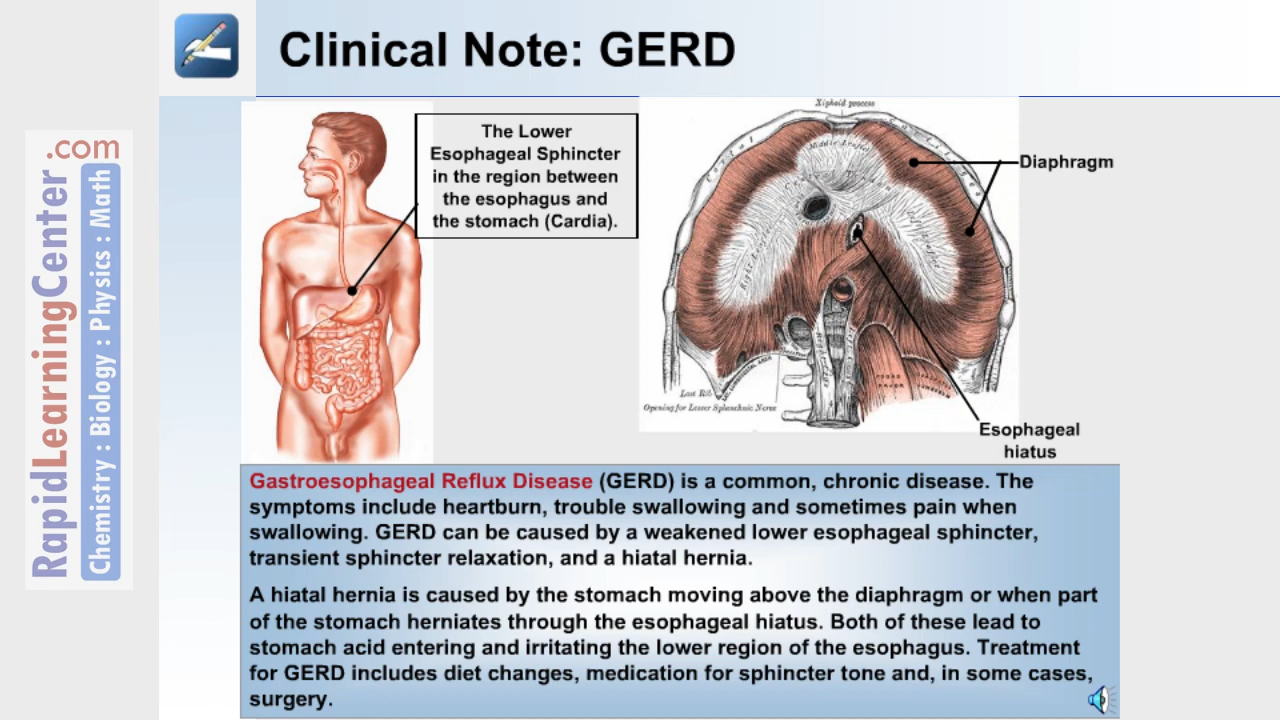 Clinical Note: GERD
.com
RapidLearningCenter
Chemistry : Biology : Physics : Math
The Lower
Esophageal Sphincter
in the region between
the esophagus and
the stomach (Cardia).
Xiphoid process
Middle leaflet
Diaphragm
Last Rib
Opening for Lesser Splanchnic Nerve
Esophageal
hiatus
Gastroesophageal Reflux Disease (GERD) is a common, chronic disease. The
symptoms include heartburn, trouble swallowing and sometimes pain when
swallowing. GERD can be caused by a weakened lower esophageal sphincter,
transient sphincter relaxation, and a hiatal hernia.
A hiatal hernia is caused by the stomach moving above the diaphragm or when part
of the stomach herniates through the esophageal hiatus. Both of these lead to
stomach acid entering and irritating the lower region of the esophagus. Treatment
for GERD includes diet changes, medication for sphincter tone and, in some cases,
surgery.